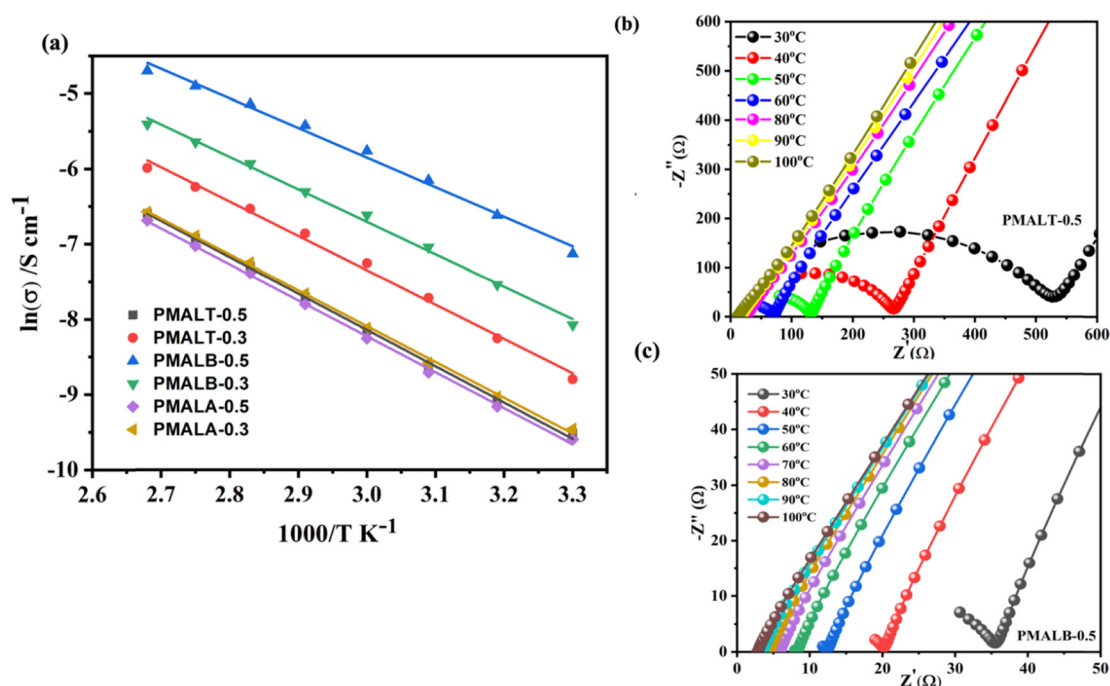 (a)
ln(σ) /S cm⁻¹
-5
-6
-7
-8
-9
-10
PMALT-0.5
PMALT-0.3
PMALB-0.5
PMALB-0.3
PMALA-0.5
PMALA-0.3
2.6 2.7 2.8 2.9 3.0 3.1 3.2 3.3
1000/T K⁻¹
(b)
-Z''(Ω)
600
500
400
300
200
100
0
30°C
40°C
50°C
60°C
80°C
90°C
100°C
PMALT-0.5
0 100 200 300 400 500 600
Z'(Ω)
(c)
-Z'' (Ω)
50
40
30
20
10
0
30°C
40°C
50°C
60°C
70°C
80°C
90°C
100°C
PMALB-0.5
0 10 20 30 40 50
Z'(Ω)